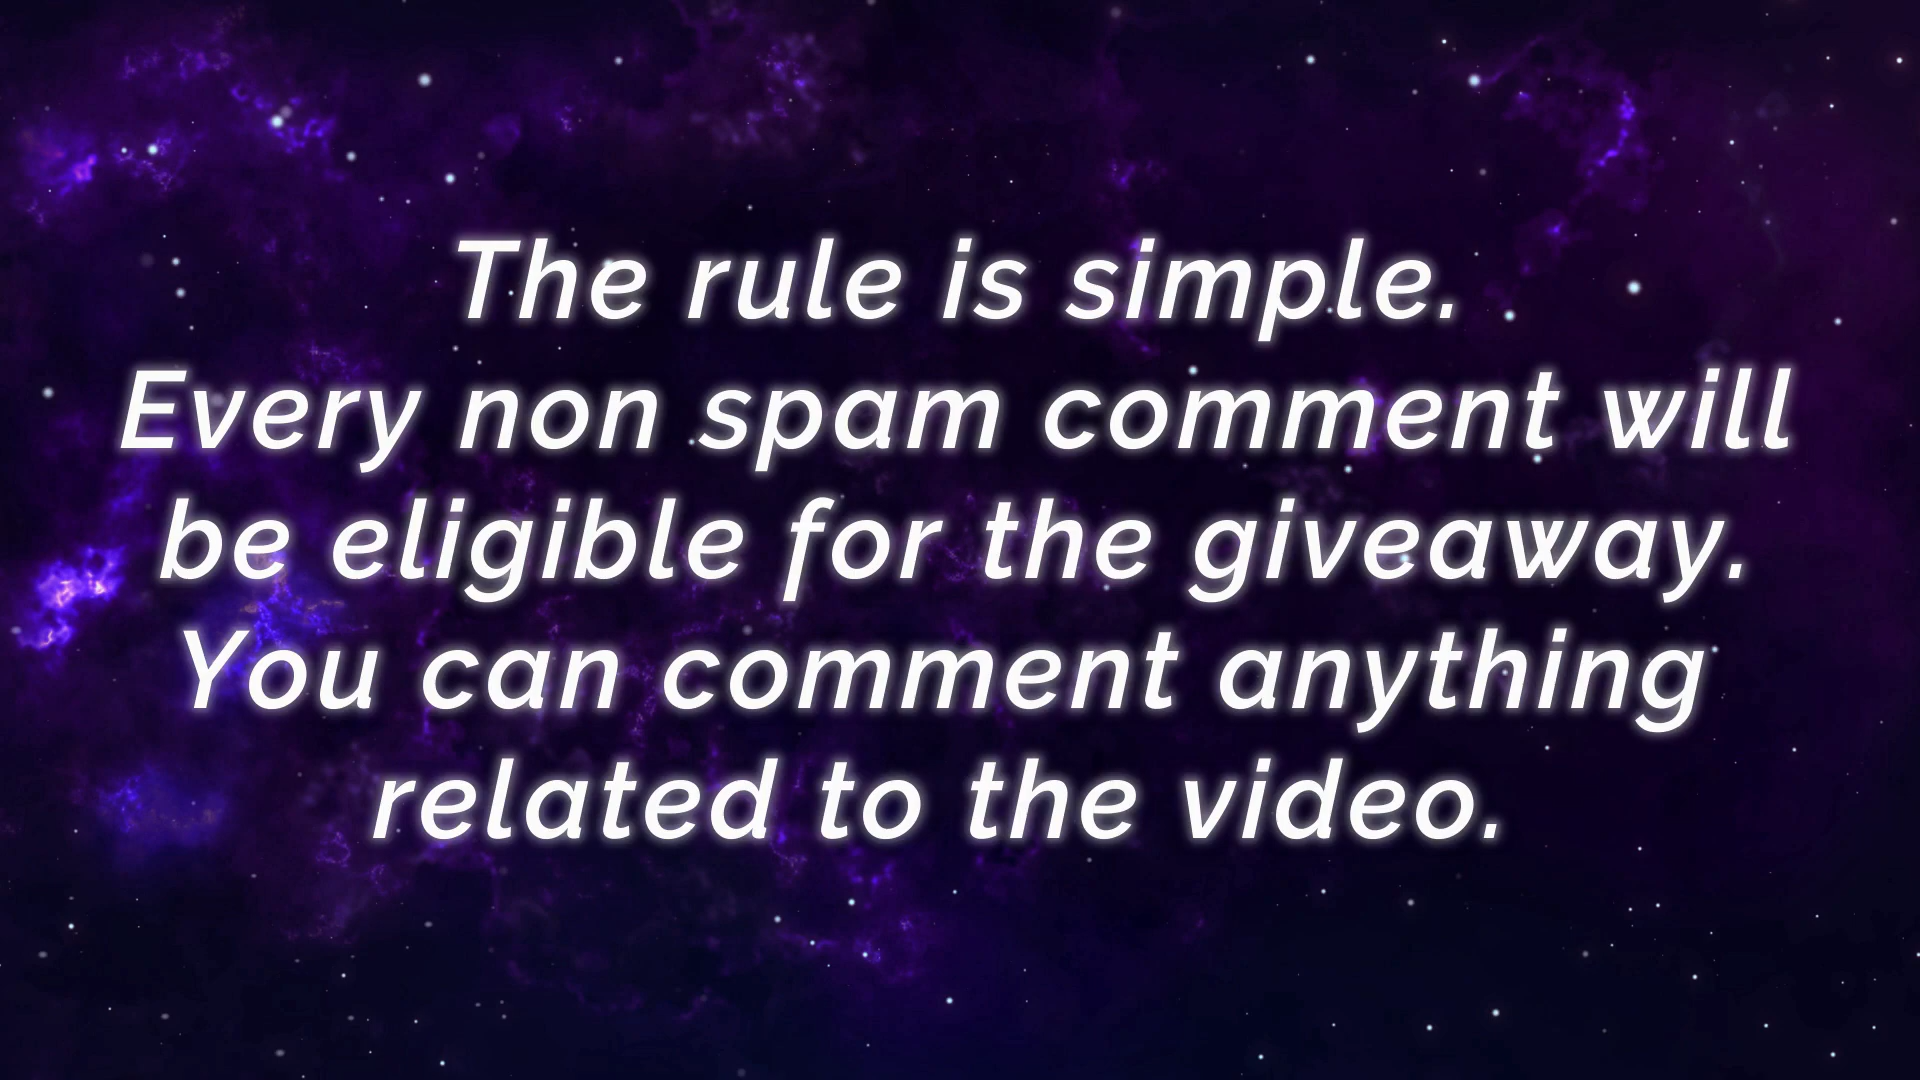 The rule is simple.
Every non spam comment will
be eligible for the giveaway.
You can comment anything
related to the video.